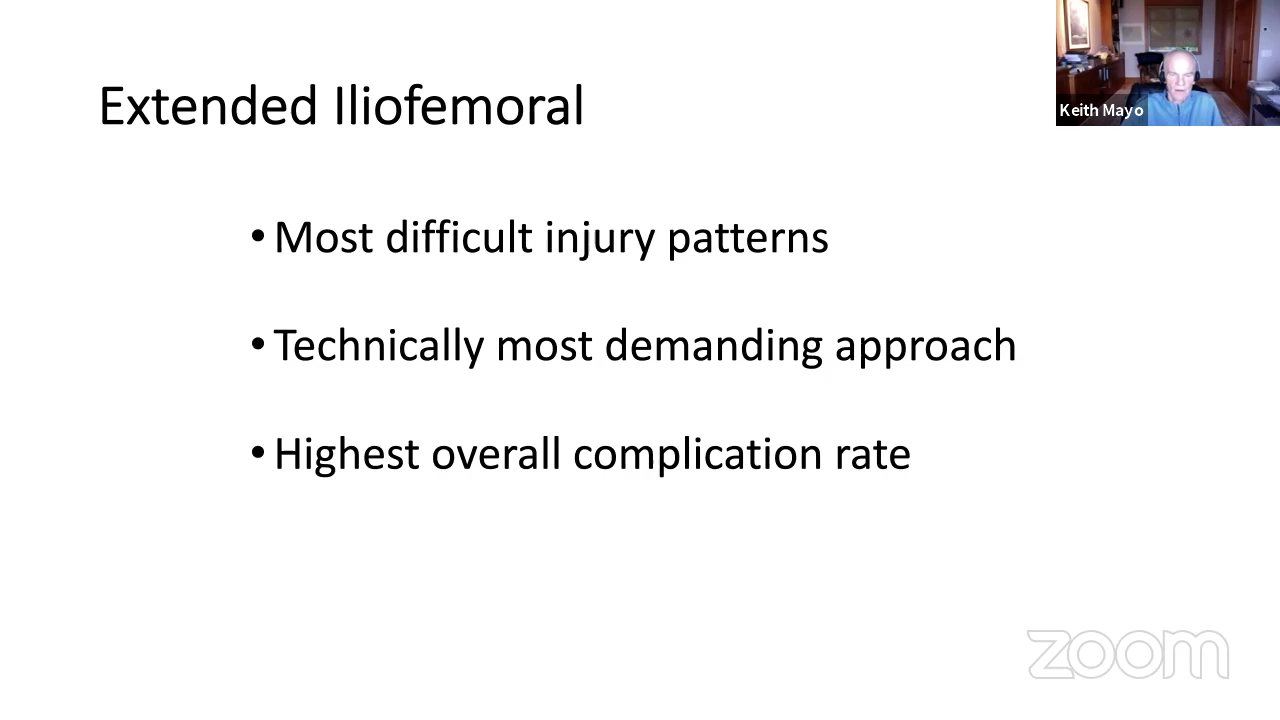 Extended Iliofemoral
Keith Mayo
• Most difficult injury patterns
• Technically most demanding approach
• Highest overall complication rate
zoom